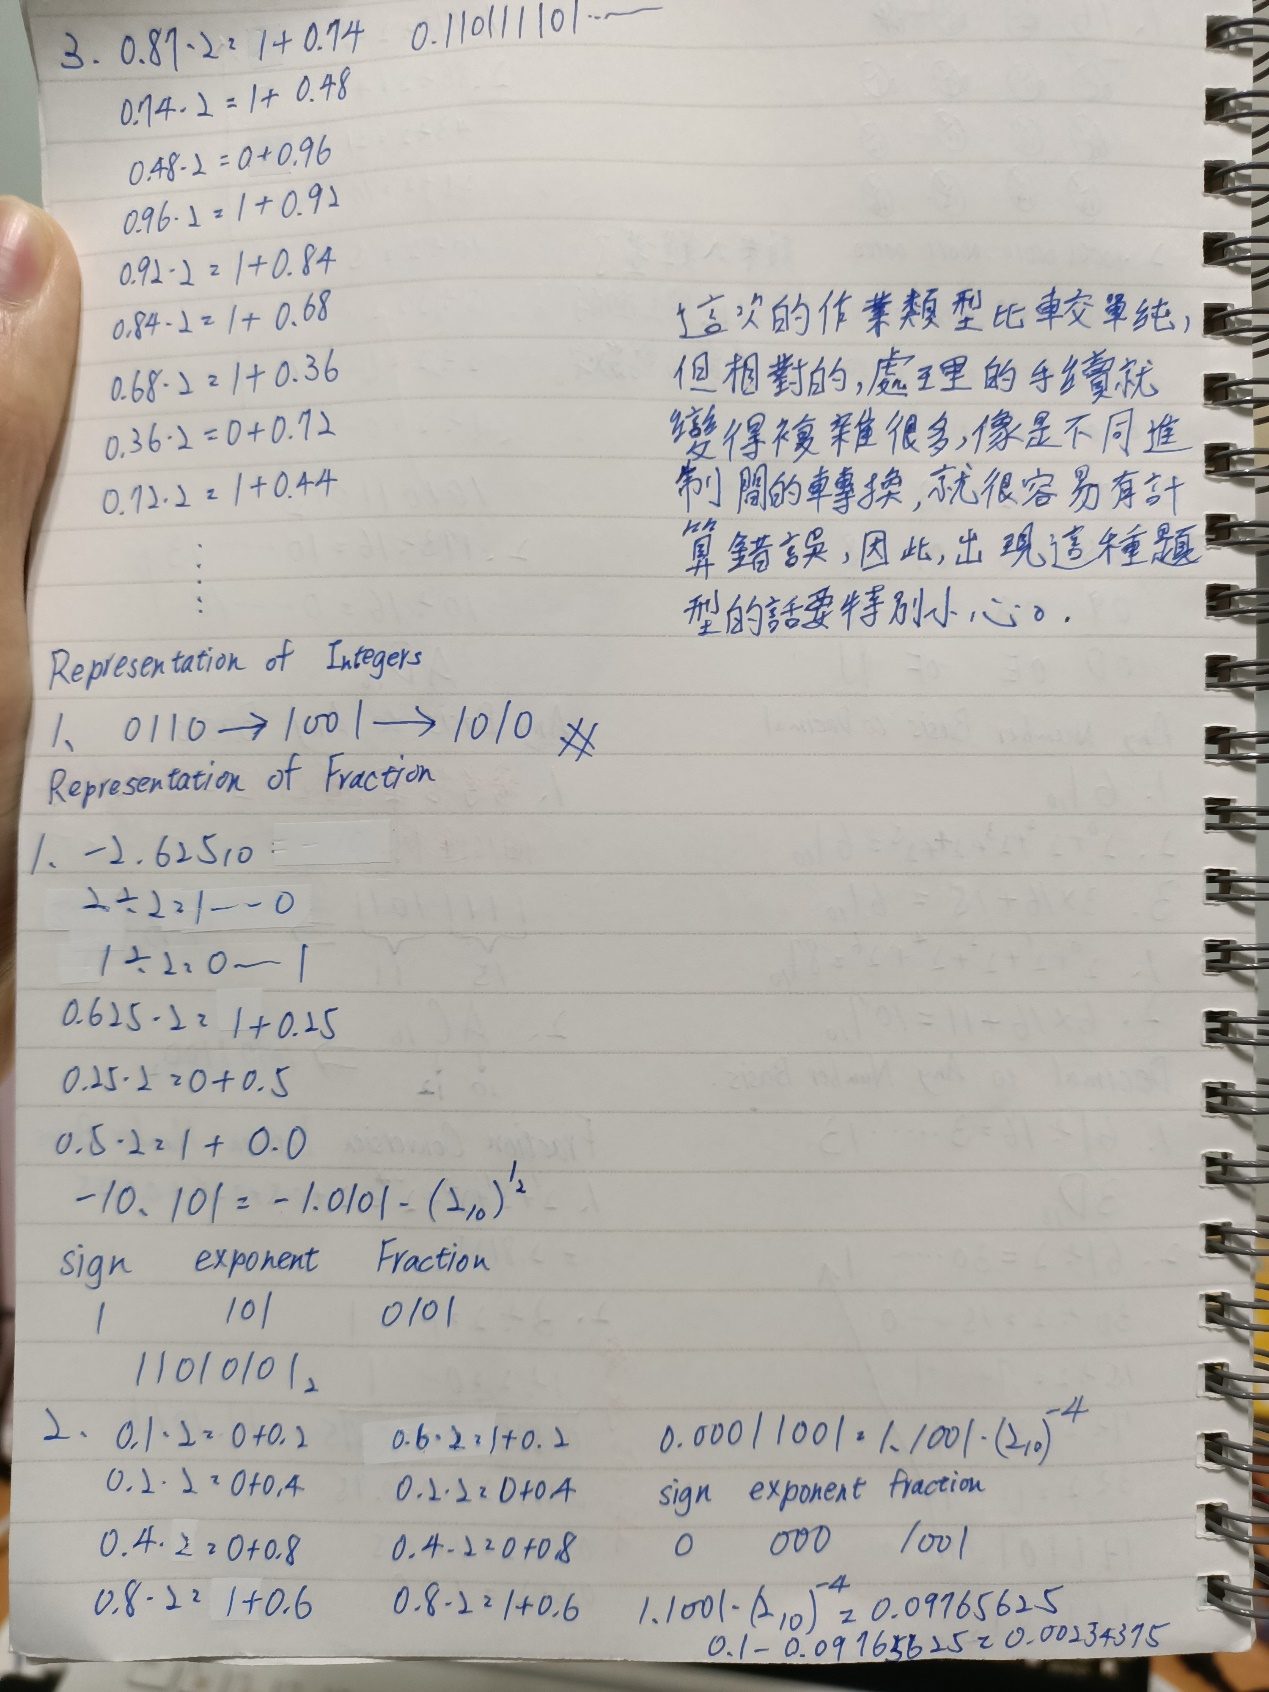 3. 0.87·2=1+0.74 0.110111101……
0.74·2=1+0.48
0.48·2=0+0.96
0.96·2=1+0.92
0.92·2=1+0.84
0.84·2=1+0.68
0.68·2=1+0.36
0.36·2=0+0.72
0.72·2=1+0.44
這次的作業類型比較單純,
但相對的,處理的手續就
變得複雜很多,像是不同進
制間的轉換,就很容易有計
算錯誤,因此,出現這種題
型的話要特別小心。.
Representation of Integers
1、 0110→1001→1010
Representation of Fraction
1、 -2.625₁₀=
2÷2=1…0
1÷2=0…1
0.625·2=1+0.25
0.25·2=0+0.5
0.5·2=1+0.0
-10.101=-1.0101·(2₁₀)^1₂
sign exponent Fraction
1 101 0101
11010101₂
2. 0.1·2=0+0.2 0.6·2=1+0.2 0.00011001=1.1001·(2₁₀)^-4
0.2·2=0+0.4 0.2·2=0+0.4 sign exponent fraction
0.4·2=0+0.8 0.4·2=0+0.8 0 000 1001
0.8·2=1+0.6 0.8·2=1+0.6 1.1001·(2₁₀)^-4=0.09765625
0.1-0.09765625=0.00234375